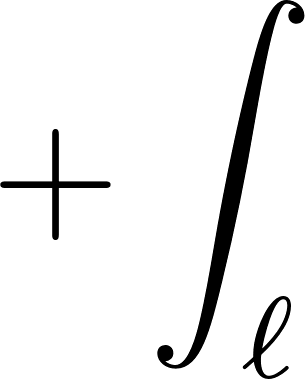 + ∫_ℓ